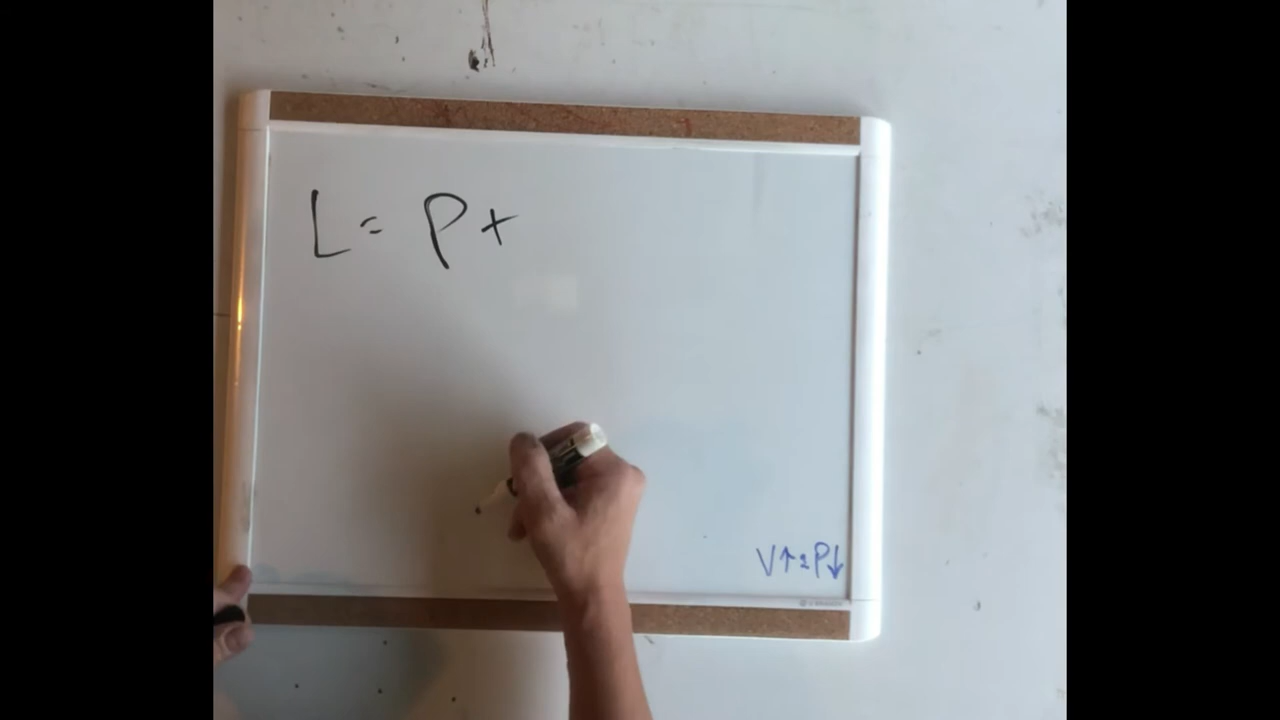 L = P +
V↑ = P↓